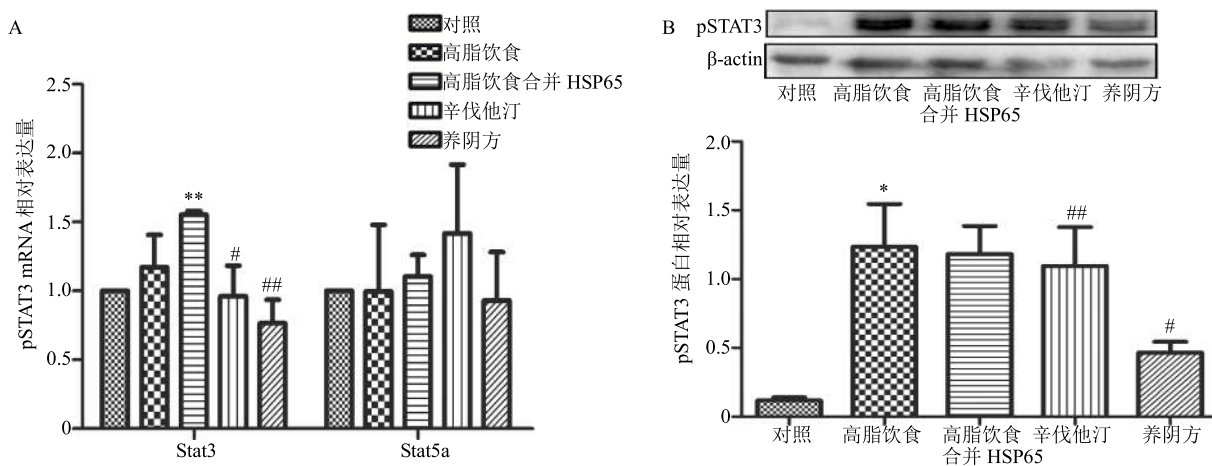 A
对照
高脂饮食
高脂饮食合并 HSP65
辛伐他汀
养阴方
pSTAT3 mRNA 相对表达量
2.5
2.0
1.5
1.0
0.5
0
**
#
##
Stat3
Stat5a
B
pSTAT3
β-actin
对照
高脂饮食
高脂饮食
合并 HSP65
辛伐他汀
养阴方
pSTAT3 蛋白相对表达量
2.0
1.5
1.0
0.5
0
*
##
#
对照
高脂饮食
高脂饮食
合并 HSP65
辛伐他汀
养阴方